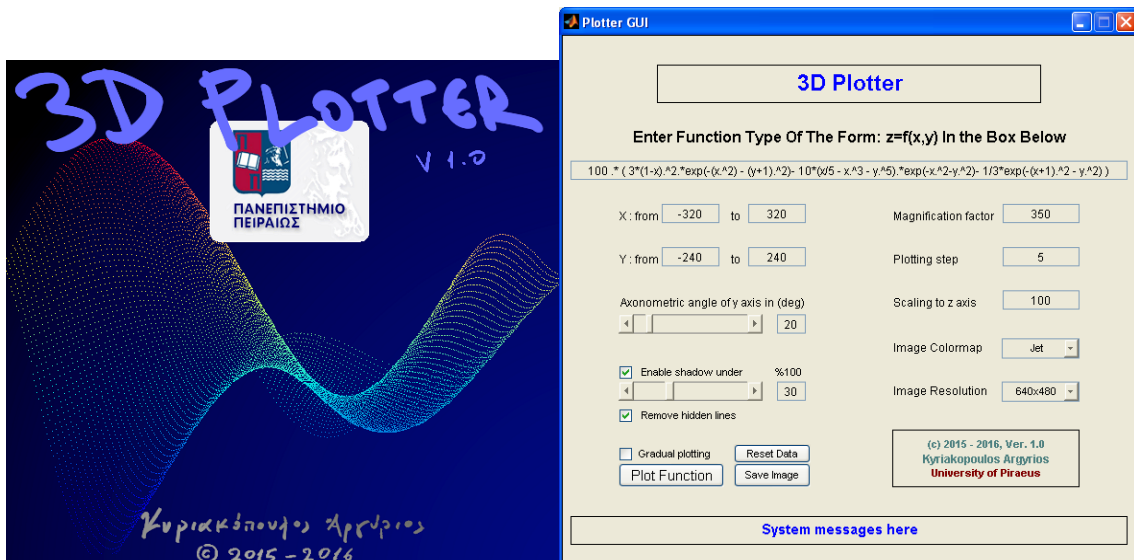 3D PLOTTER
V 1.0
ΠΑΝΕΠΙΣΤΗΜΙΟ
ΠΕΙΡΑΙΩΣ
Κυριακόπουλος Αργύριος
© 2015-2016
Plotter GUI
3D Plotter
Enter Function Type Of The Form: z=f(x,y) In the Box Below
100 .* ( 3*(1-x).^2.*exp(-(x.^2) - (y+1).^2)- 10*(x/5 - x.^3 - y.^5).*exp(-x.^2-y.^2)- 1/3*exp(-(x+1).^2 - y.^2) )
X : from -320 to 320
Magnification factor 350
Y : from -240 to 240
Plotting step 5
Axonometric angle of y axis in (deg)
20
Scaling to z axis 100
Image Colormap Jet
Enable shadow under %100
30
Image Resolution 640x480
Remove hidden lines
Gradual plotting Reset Data
Plot Function Save Image
(c) 2015 - 2016, Ver. 1.0
Kyriakopoulos Argyrios
University of Piraeus
System messages here